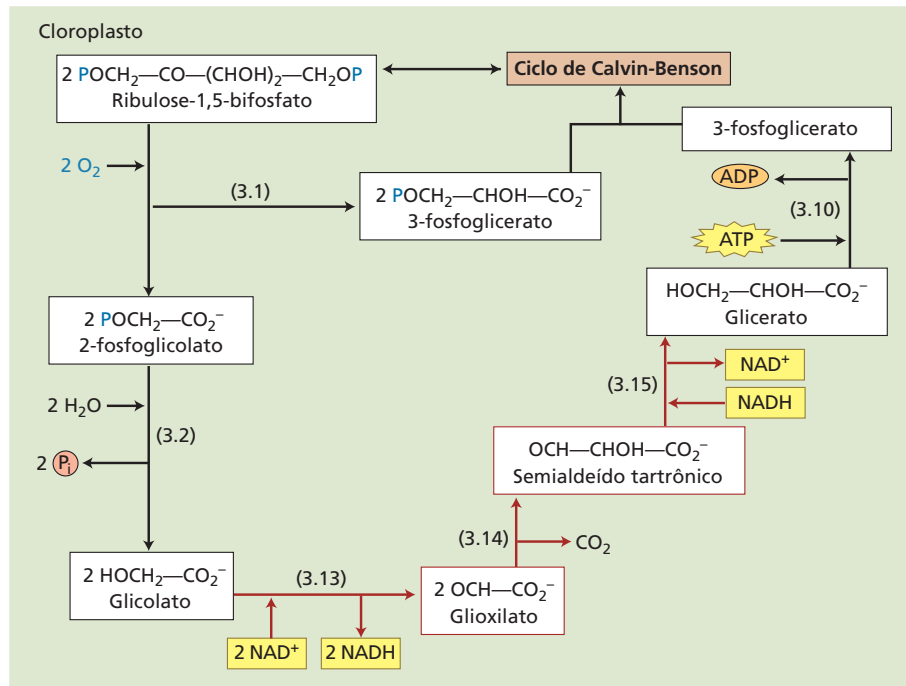 Cloroplasto
2 POCH₂—CO—(CHOH)₂—CH₂OP
Ribulose-1,5-bifosfato
Ciclo de Calvin-Benson
2 O₂
(3.1)
2 POCH₂—CHOH—CO₂⁻
3-fosfoglicerato
3-fosfoglicerato
ADP
(3.10)
ATP
2 POCH₂—CO₂⁻
2-fosfoglicolato
HOCH₂—CHOH—CO₂⁻
Glicerato
2 H₂O
(3.2)
2 Pᵢ
NAD⁺
(3.15)
NADH
OCH—CHOH—CO₂⁻
Semialdeído tartrônico
(3.14)
CO₂
2 HOCH₂—CO₂⁻
Glicolato
(3.13)
2 OCH—CO₂⁻
Glioxilato
2 NAD⁺
2 NADH